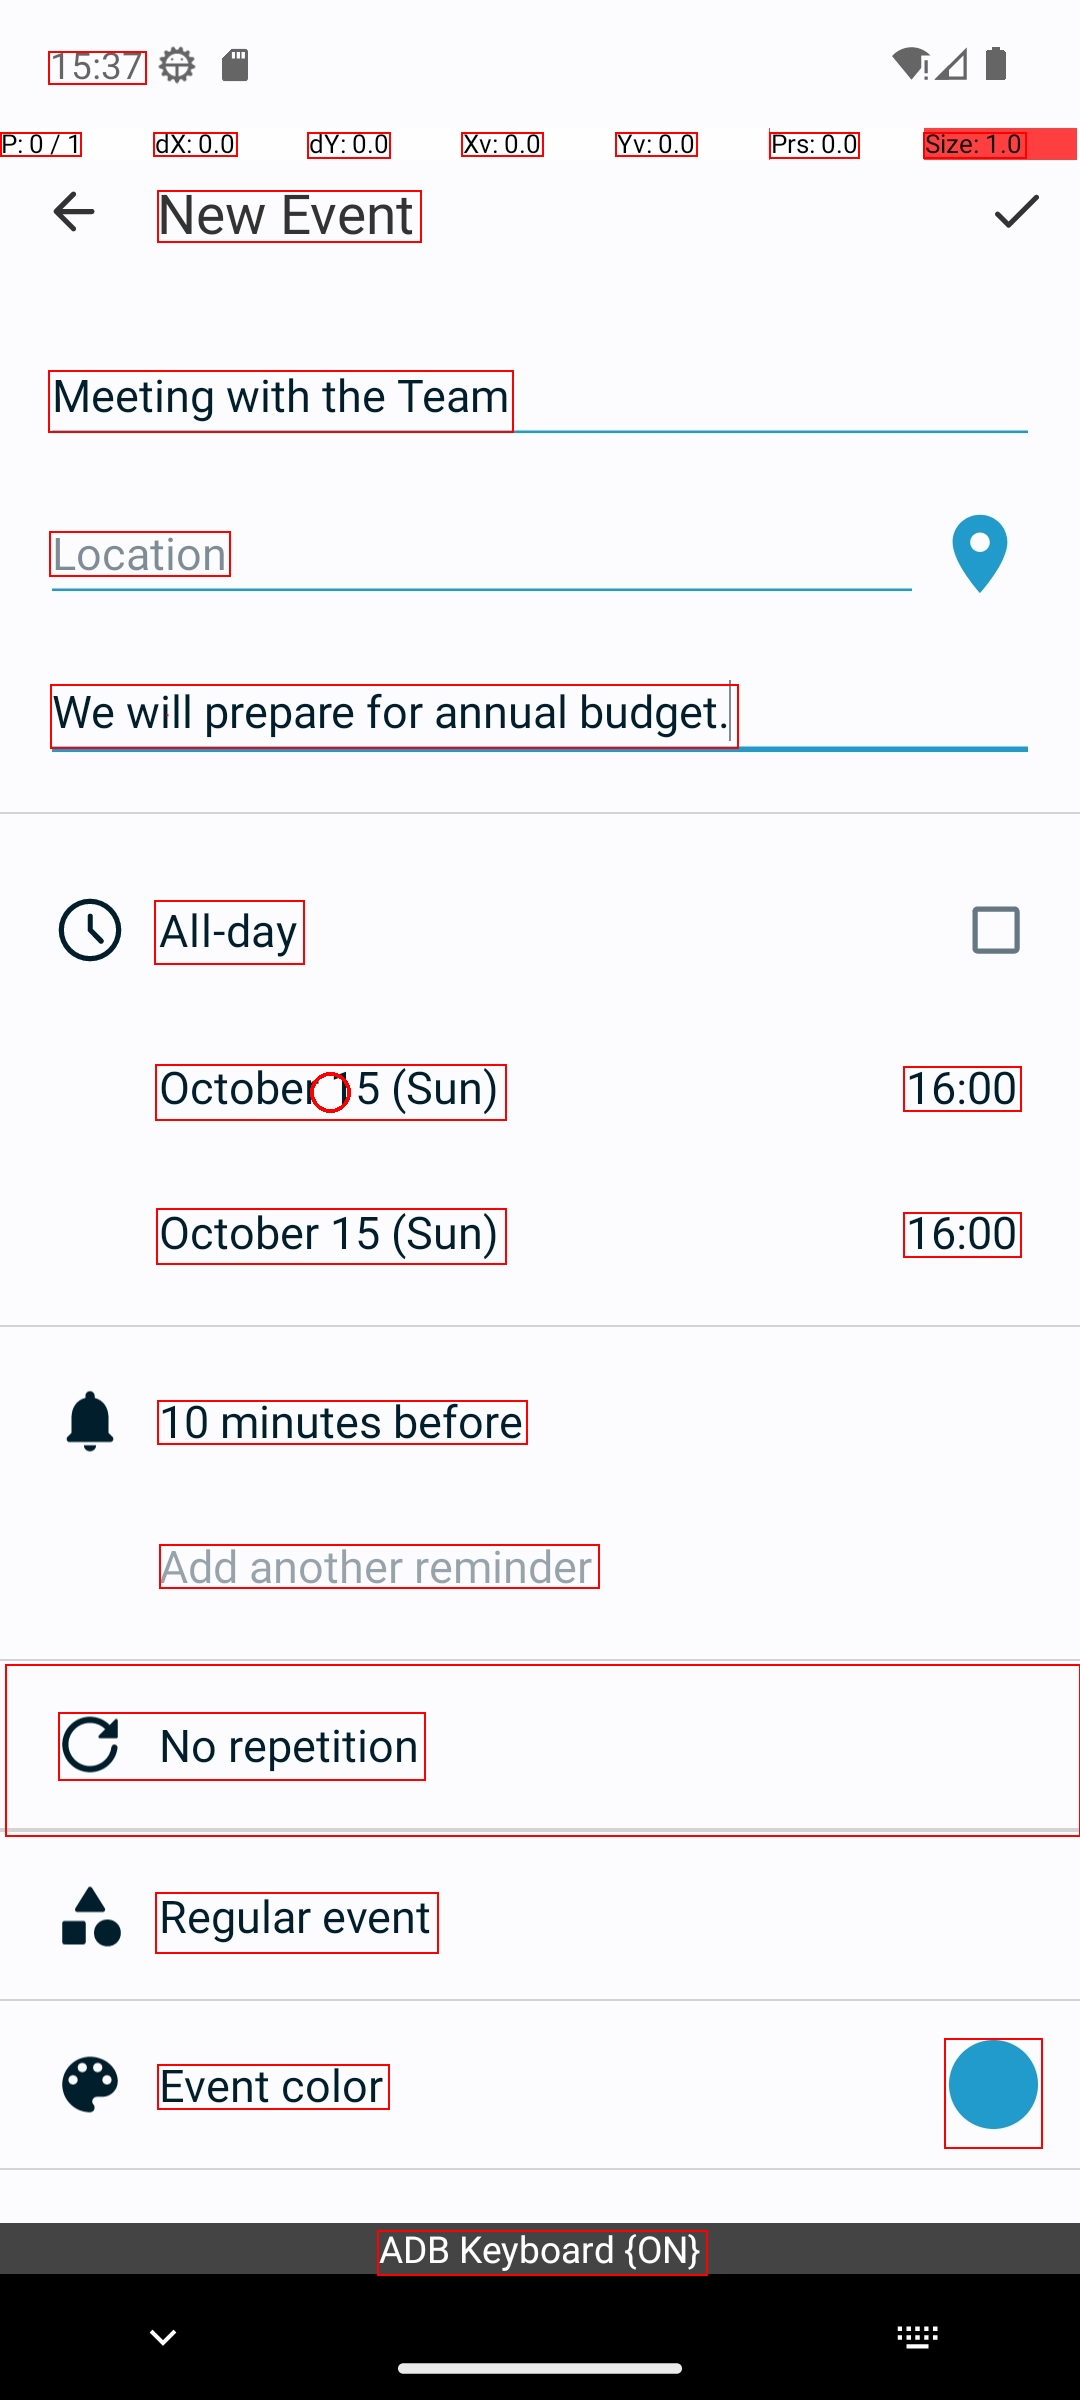 15:37
P: 0 / 1 dX: 0.0 dY: 0.0 Xv: 0.0 Yv: 0.0 Prs: 0.0 Size: 1.0
New Event
Meeting with the Team
Location
We will prepare for annual budget.
All-day
October 15 (Sun) 16:00
October 15 (Sun) 16:00
10 minutes before
Add another reminder
No repetition
Regular event
Event color
ADB Keyboard {ON}